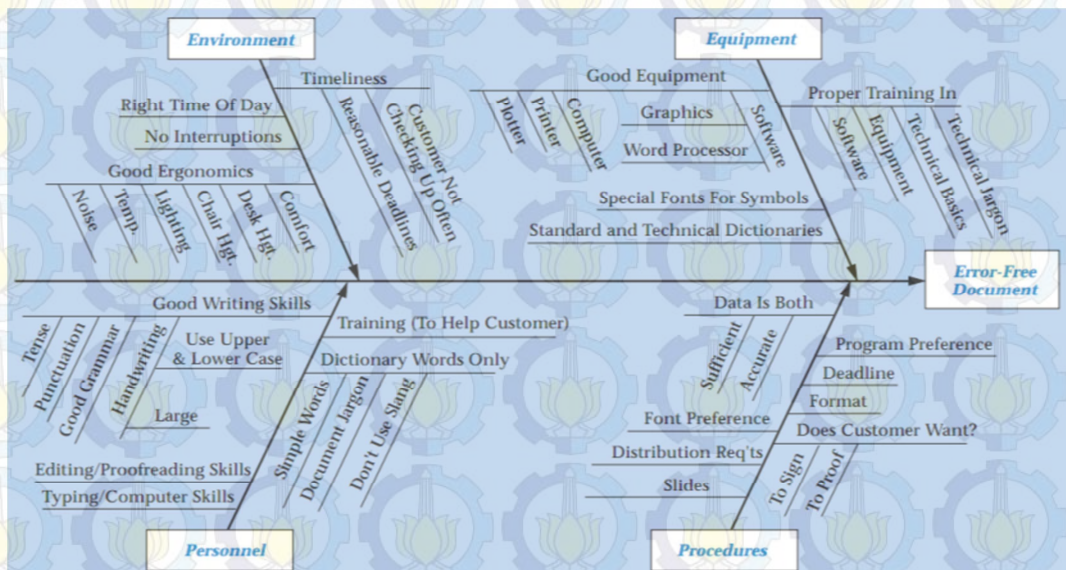 Environment
Timeliness
Right Time Of Day
No Interruptions
Good Ergonomics
Noise
Temp.
Lighting
Chair Hgt.
Desk Hgt.
Comfort
Reasonable Deadlines
Customer Not
Checking Up Often
Equipment
Good Equipment
Plotter
Printer
Computer
Graphics
Word Processor
Software
Special Fonts For Symbols
Standard and Technical Dictionaries
Proper Training In
Software
Equipment
Technical Basics
Technical Jargon
Error-Free
Document
Good Writing Skills
Tense
Punctuation
Good Grammar
Handwriting
Use Upper
& Lower Case
Large
Editing/Proofreading Skills
Typing/Computer Skills
Training (To Help Customer)
Dictionary Words Only
Simple Words
Document Jargon
Don't Use Slang
Personnel
Data Is Both
Sufficient
Accurate
Font Preference
Distribution Req'ts
Slides
Program Preference
Deadline
Format
Does Customer Want?
To Sign
To Proof
Procedures